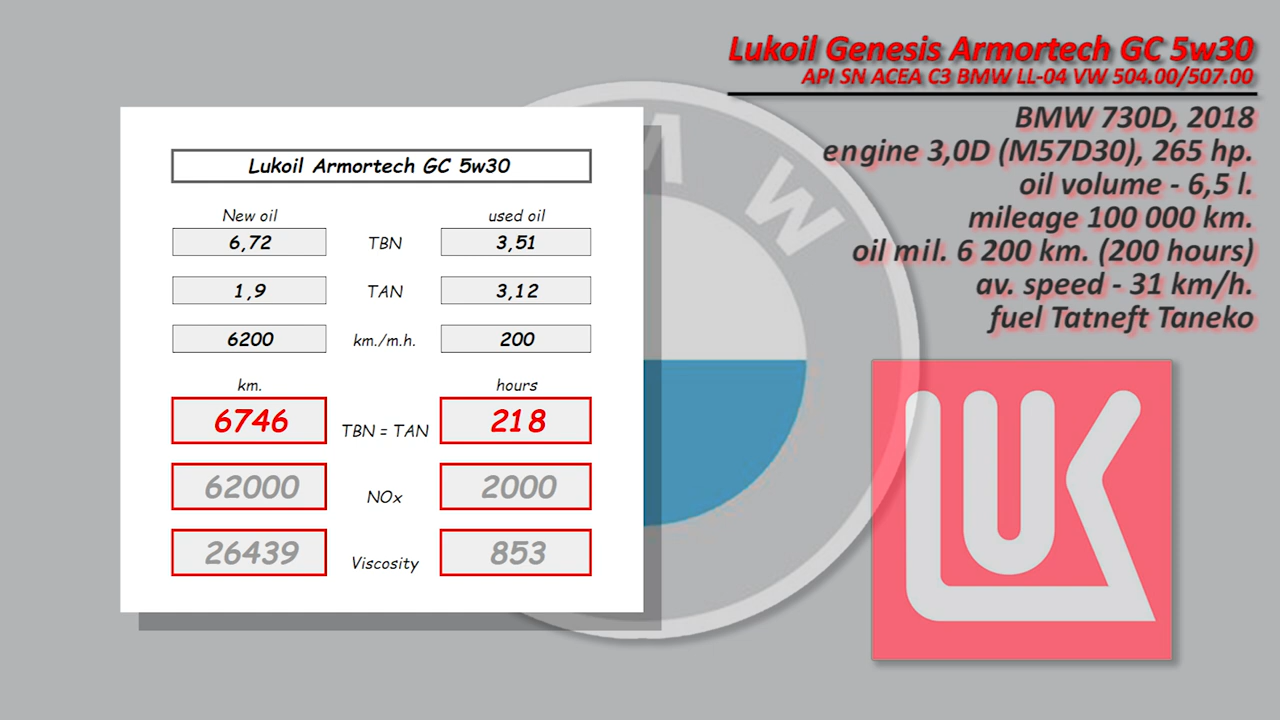 Lukoil Genesis Armortech GC 5w30
API SN ACEA C3 BMW LL-04 VW 504.00/507.00
BMW 730D, 2018
engine 3,0D (M57D30), 265 hp.
oil volume - 6,5 l.
mileage 100 000 km.
oil mil. 6 200 km. (200 hours)
av. speed - 31 km/h.
fuel Tatneft Taneko
Lukoil Armortech GC 5w30
New oil used oil
6,72 TBN 3,51
1,9 TAN 3,12
6200 km./m.h. 200
km. hours
6746 TBN = TAN 218
62000 NOx 2000
26439 Viscosity 853
M W
LUK